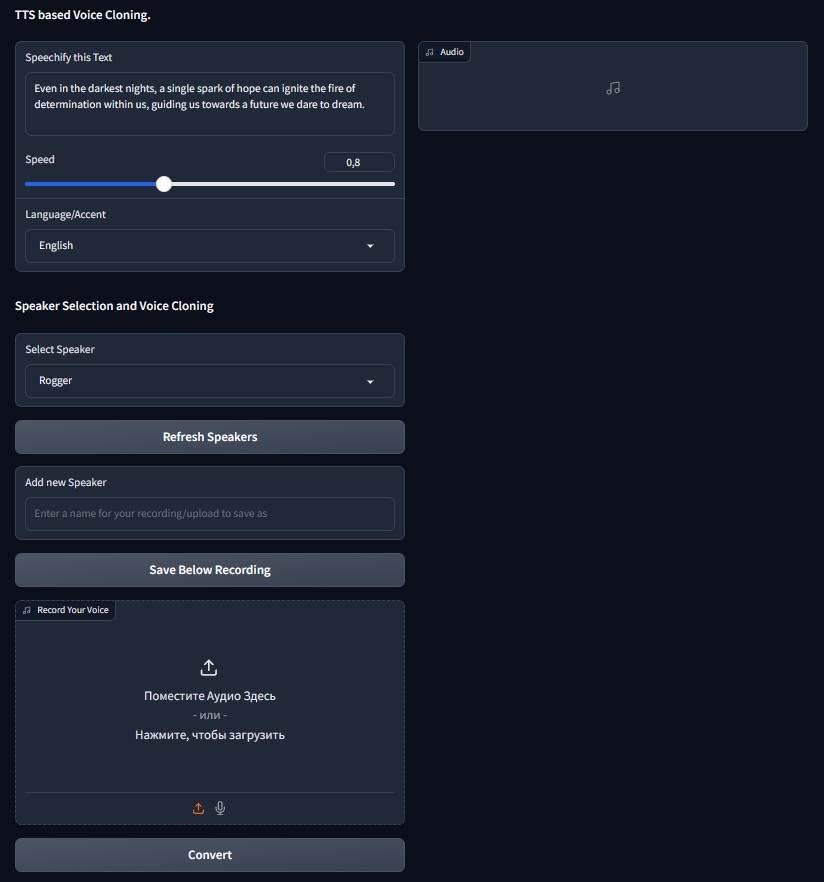 TTS based Voice Cloning.
Speechify this Text
Even in the darkest nights, a single spark of hope can ignite the fire of
determination within us, guiding us towards a future we dare to dream.
Speed
0,8
Language/Accent
English
Audio
Speaker Selection and Voice Cloning
Select Speaker
Rogger
Refresh Speakers
Add new Speaker
Enter a name for your recording/upload to save as
Save Below Recording
Record Your Voice
Поместите Аудио Здесь
- или -
Нажмите, чтобы загрузить
Convert